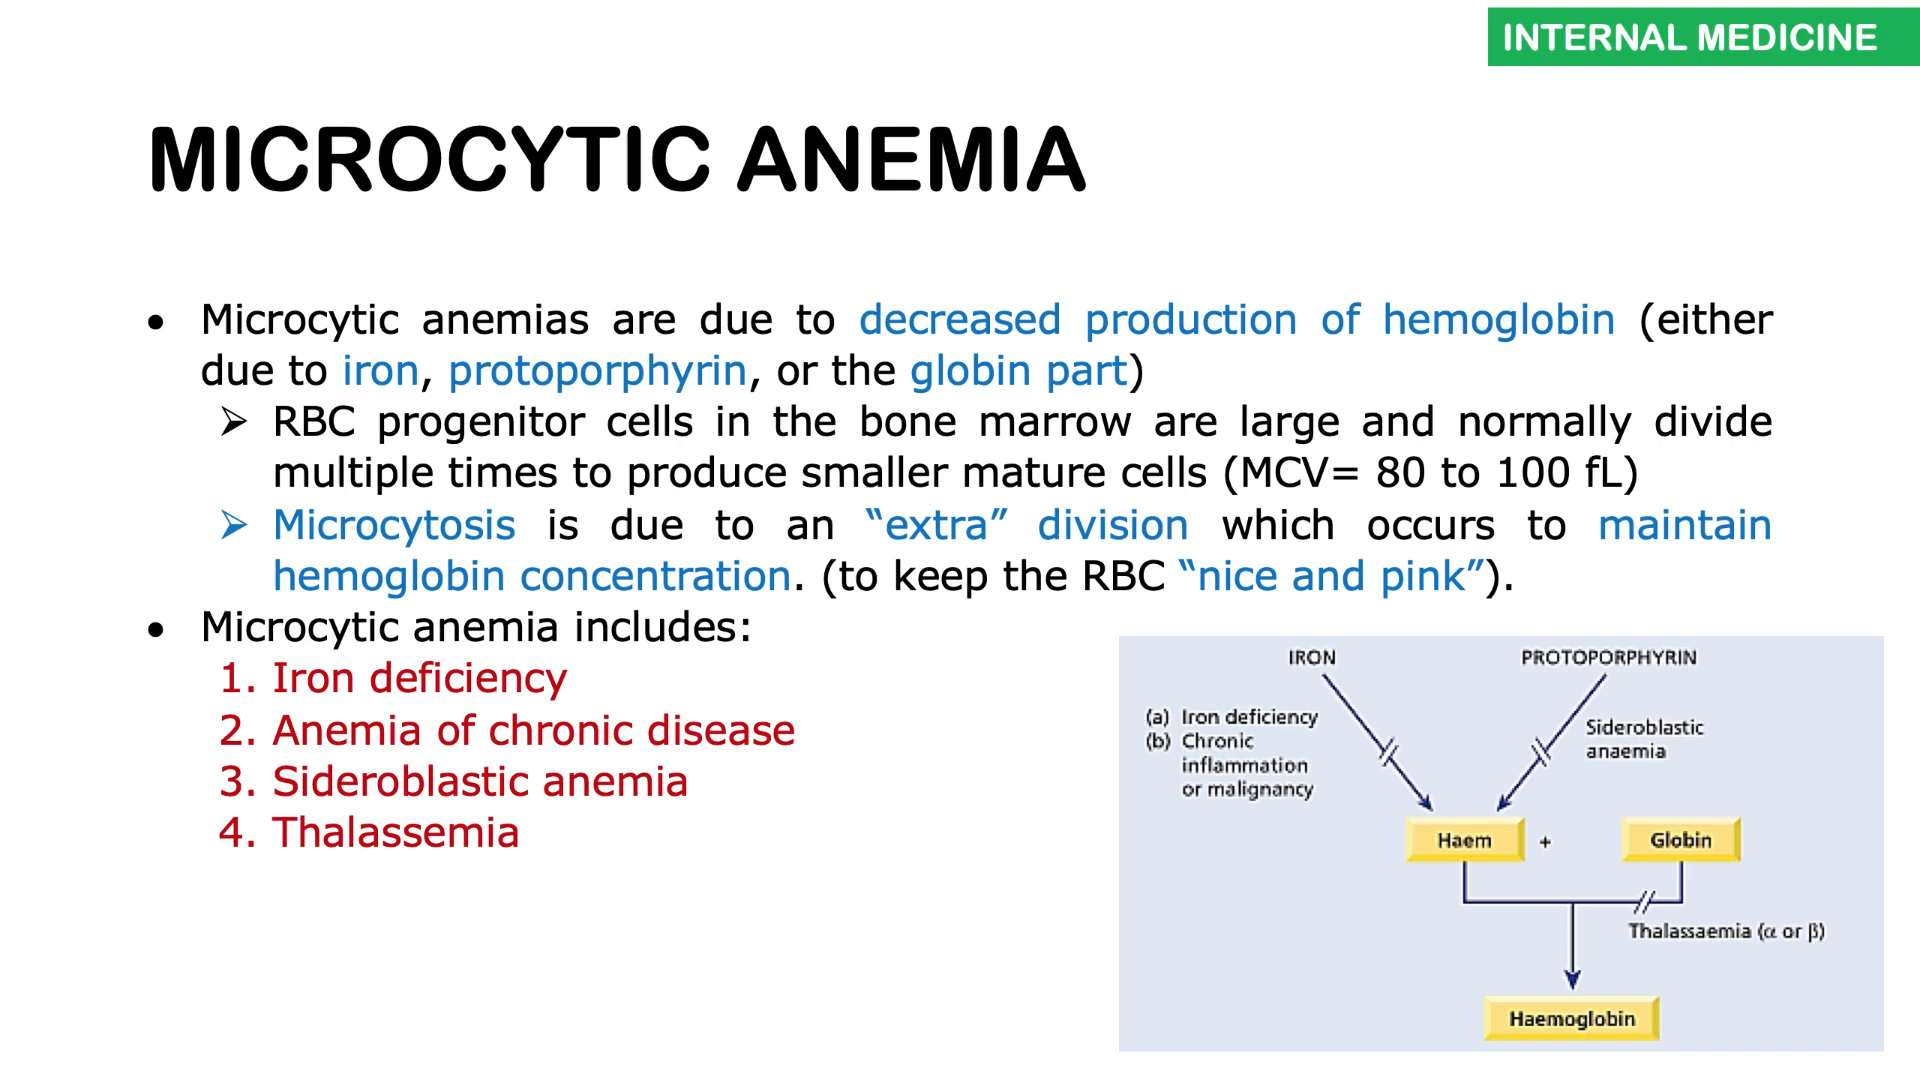 INTERNAL MEDICINE
MICROCYTIC ANEMIA
• Microcytic anemias are due to decreased production of hemoglobin (either
due to iron, protoporphyrin, or the globin part)
➢ RBC progenitor cells in the bone marrow are large and normally divide
multiple times to produce smaller mature cells (MCV= 80 to 100 fL)
➢ Microcytosis is due to an “extra” division which occurs to maintain
hemoglobin concentration. (to keep the RBC “nice and pink”).
• Microcytic anemia includes:
1. Iron deficiency
2. Anemia of chronic disease
3. Sideroblastic anemia
4. Thalassemia
IRON
PROTOPORPHYRIN
(a) Iron deficiency
(b) Chronic
inflammation
or malignancy
Sideroblastic
anaemia
Haem + Globin
Thalassaemia (α or β)
Haemoglobin